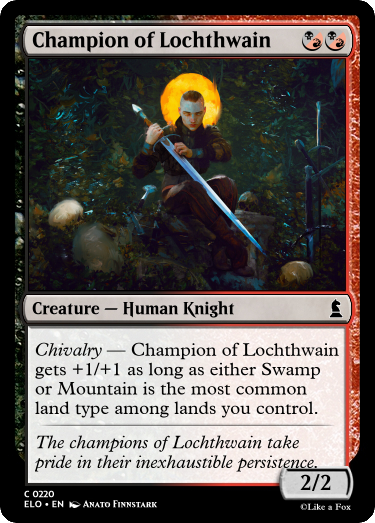 Champion of Lochthwain
Creature — Human Knight
Chivalry — Champion of Lochthwain
gets +1/+1 as long as either Swamp
or Mountain is the most common
land type among lands you control.
The champions of Lochthwain take
pride in their inexhaustible persistence.
2/2
C 0220
ELO • EN Anato Finnstark
©Like a Fox